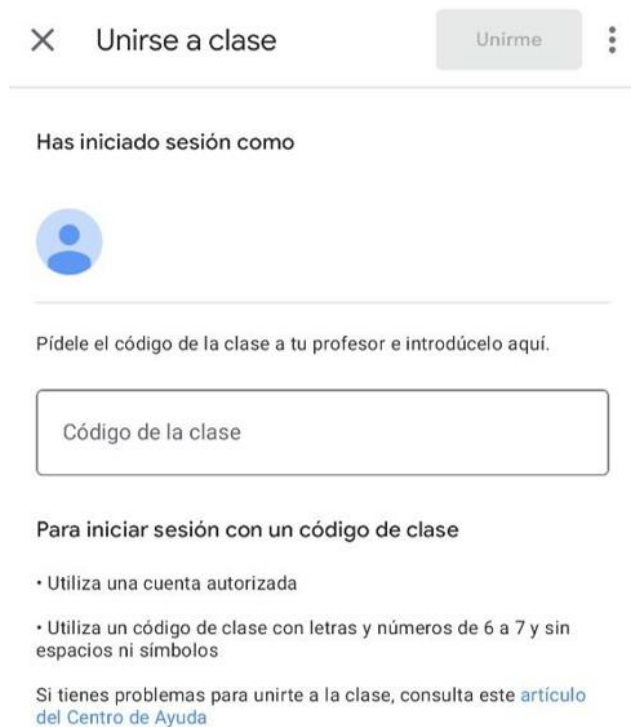 Unirse a clase
Unirme
Has iniciado sesión como
Pídele el código de la clase a tu profesor e introdúcelo aquí.
Código de la clase
Para iniciar sesión con un código de clase
• Utiliza una cuenta autorizada
• Utiliza un código de clase con letras y números de 6 a 7 y sin
espacios ni símbolos
Si tienes problemas para unirte a la clase, consulta este artículo
del Centro de Ayuda